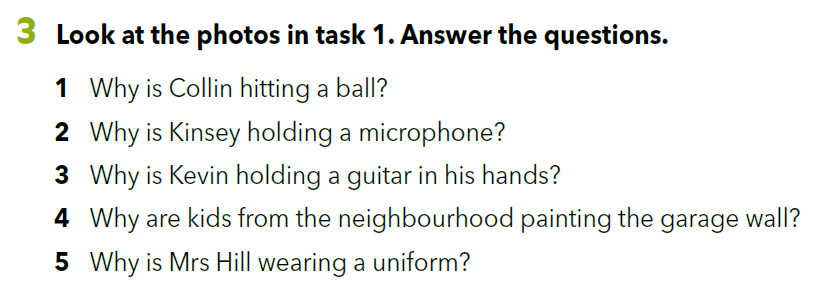 3 Look at the photos in task 1. Answer the questions.
1 Why is Collin hitting a ball?
2 Why is Kinsey holding a microphone?
3 Why is Kevin holding a guitar in his hands?
4 Why are kids from the neighbourhood painting the garage wall?
5 Why is Mrs Hill wearing a uniform?